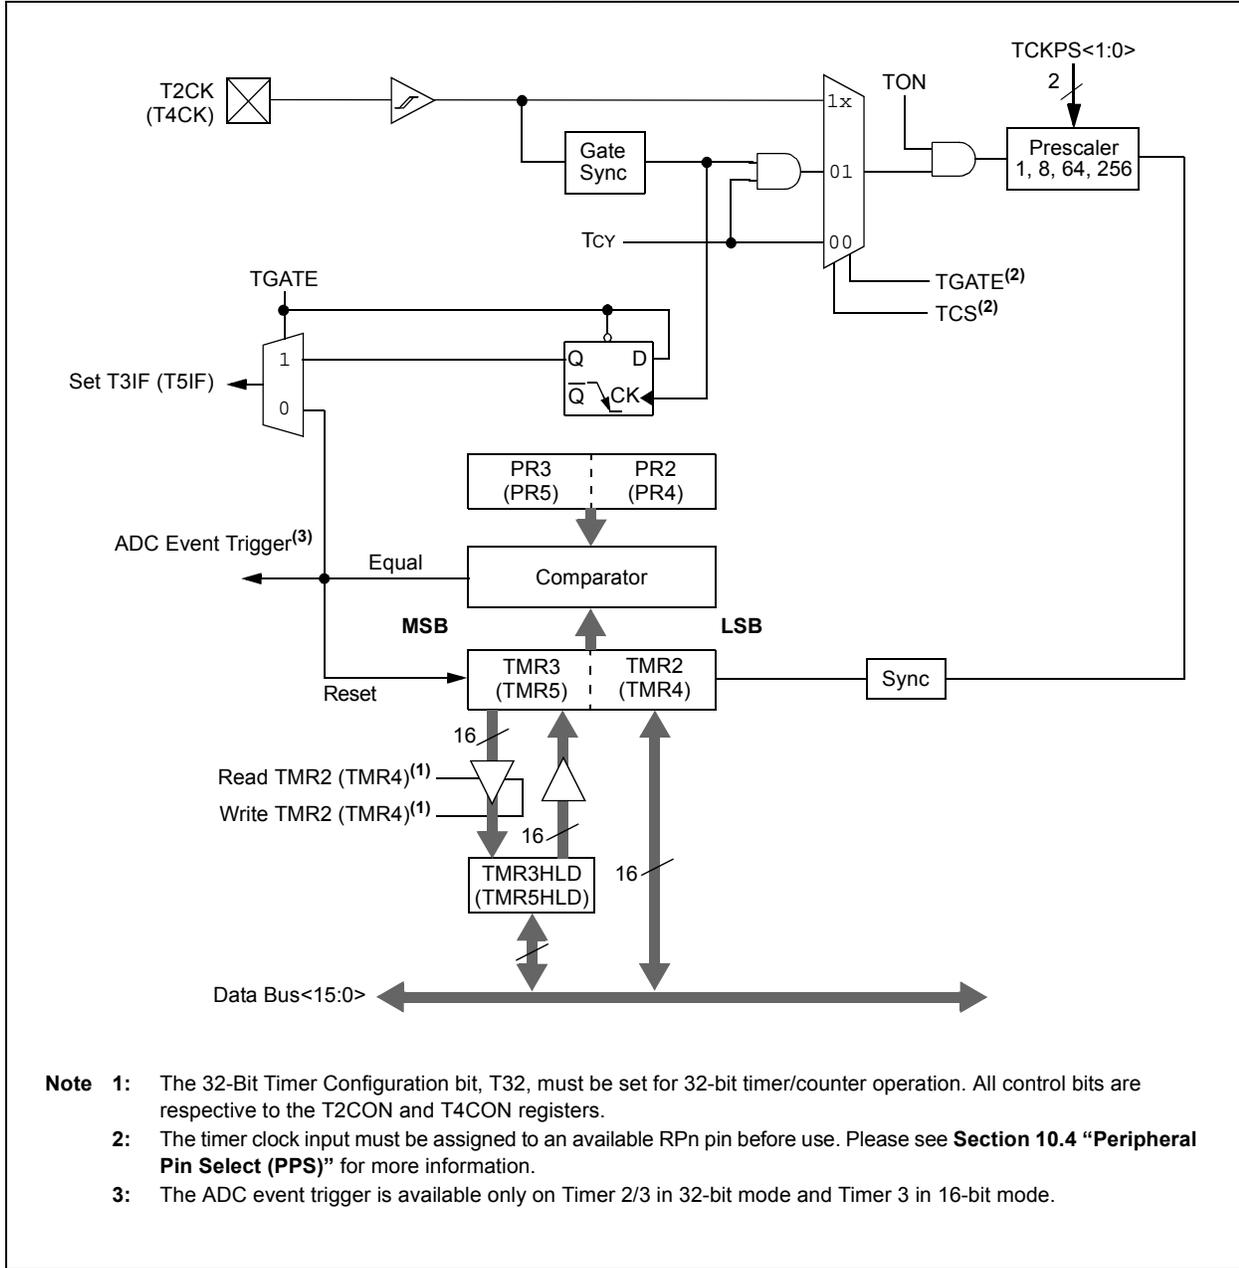 TCKPS<1:0>
2
TON
T2CK
(T4CK)
1x
Gate
Sync
01
Prescaler
1, 8, 64, 256
TCY
00
TGATE(2)
TCS(2)
TGATE
1
Q D
Set T3IF (T5IF)
Q CK
0
PR3
(PR5)
PR2
(PR4)
ADC Event Trigger(3)
Equal
Comparator
MSB
LSB
TMR3
(TMR5)
TMR2
(TMR4)
Sync
Reset
16
Read TMR2 (TMR4)(1)
Write TMR2 (TMR4)(1)
16
TMR3HLD
(TMR5HLD)
16
Data Bus<15:0>
Note 1: The 32-Bit Timer Configuration bit, T32, must be set for 32-bit timer/counter operation. All control bits are
respective to the T2CON and T4CON registers.
2: The timer clock input must be assigned to an available RPn pin before use. Please see Section 10.4 “Peripheral
Pin Select (PPS)” for more information.
3: The ADC event trigger is available only on Timer 2/3 in 32-bit mode and Timer 3 in 16-bit mode.